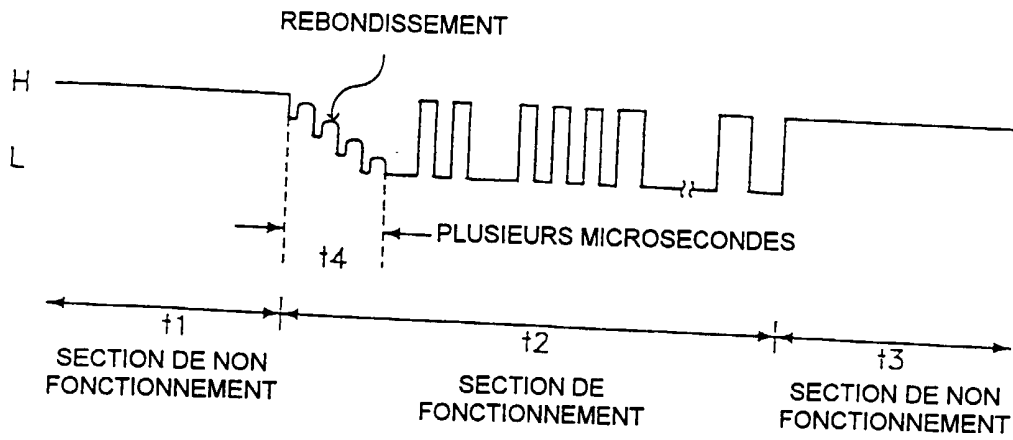 REBONDISSEMENT
H
L
PLUSIEURS MICROSECONDES
t4
t1
t2
t3
SECTION DE NON
FONCTIONNEMENT
SECTION DE
FONCTIONNEMENT
SECTION DE NON
FONCTIONNEMENT